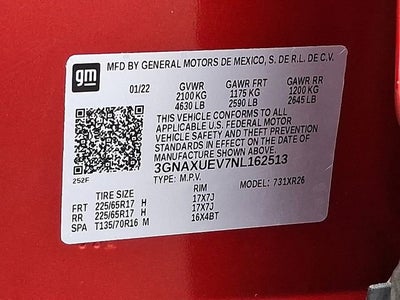 gm
MFD BY GENERAL MOTORS DE MEXICO, S. DE R.L. DE C.V.
01/22 GVWR GAWR FRT GAWR RR
2100 KG 1175 KG 1200 KG
4630 LB 2590 LB 2645 LB
THIS VEHICLE CONFORMS TO ALL
APPLICABLE U.S. FEDERAL MOTOR
VEHICLE SAFETY AND THEFT PREVENTION
STANDARDS IN EFFECT ON THE DATE OF
MANUFACTURE SHOWN ABOVE.
252F 3GNAXUEV7NL162513
TYPE: M.P.V. MODEL: 731XR26
TIRE SIZE RIM
FRT 225/65R17 H 17X7J
RR 225/65R17 H 17X7J
SPA T135/70R16 M 16X4BT